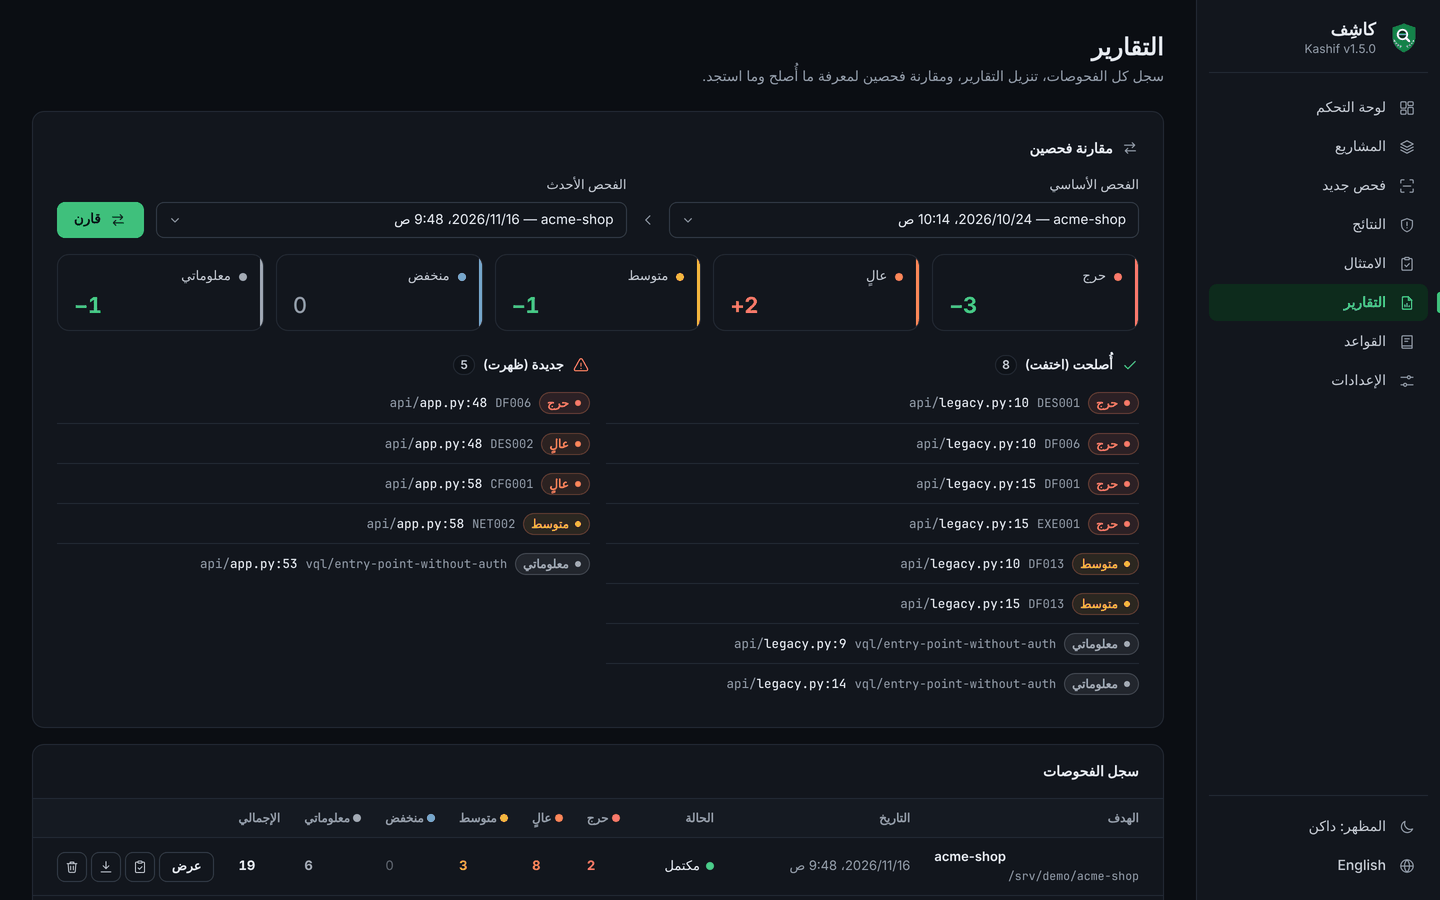 كاشِف
Kashif v1.5.0
لوحة التحكم
المشاريع
فحص جديد
النتائج
الامتثال
التقارير
القواعد
الإعدادات
المظهر: داكن
English
التقارير
سجل كل الفحوصات، تنزيل التقارير، ومقارنة فحصين لمعرفة ما أُصلح وما استجد.
مقارنة فحصين
الفحص الأساسي
acme-shop — 2026/10/24، 10:14 ص
الفحص الأحدث
acme-shop — 2026/11/16، 9:48 ص
قارن
حرج
−3
عالٍ
+2
متوسط
−1
منخفض
0
معلوماتي
−1
أُصلحت (اختفت) 8
حرج DES001 api/legacy.py:10
حرج DF006 api/legacy.py:10
حرج DF001 api/legacy.py:15
حرج EXE001 api/legacy.py:15
متوسط DF013 api/legacy.py:10
متوسط DF013 api/legacy.py:15
معلوماتي vql/entry-point-without-auth api/legacy.py:9
معلوماتي vql/entry-point-without-auth api/legacy.py:14
جديدة (ظهرت) 5
حرج DF006 api/app.py:48
عالٍ DES002 api/app.py:48
عالٍ CFG001 api/app.py:58
متوسط NET002 api/app.py:58
معلوماتي vql/entry-point-without-auth api/app.py:53
سجل الفحوصات
الهدف التاريخ الحالة حرج عالٍ متوسط منخفض معلوماتي الإجمالي
acme-shop
/srv/demo/acme-shop
2026/11/16، 9:48 ص مكتمل 2 8 3 0 6 19 عرض